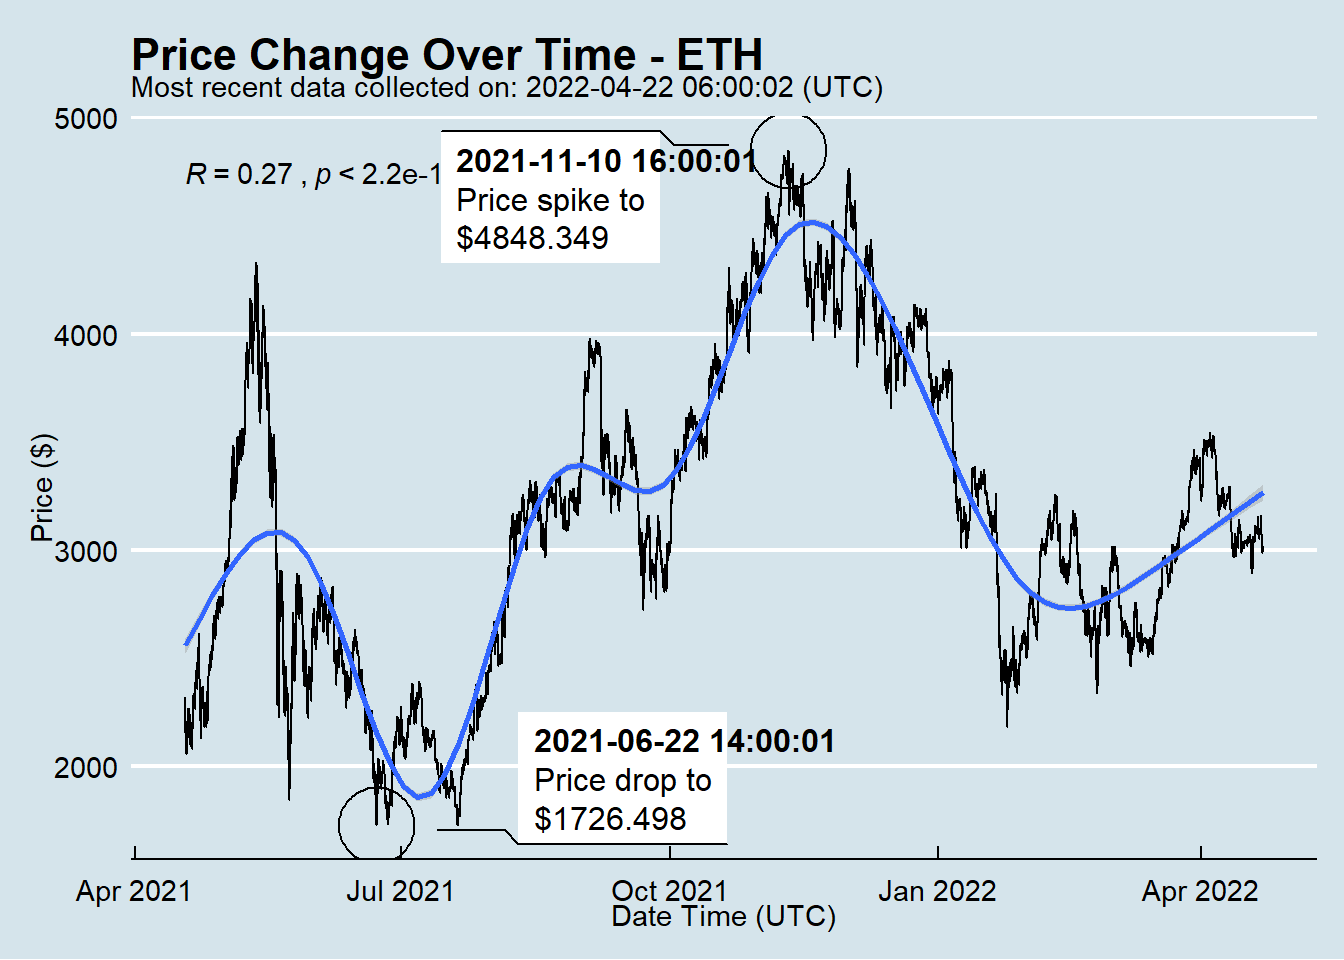 Price Change Over Time - ETH
Most recent data collected on: 2022-04-22 06:00:02 (UTC)
R = 0.27 , p < 2.2e-1
2021-11-10 16:00:01
Price spike to
$4848.349
2021-06-22 14:00:01
Price drop to
$1726.498
Price ($)
5000
4000
3000
2000
Apr 2021
Jul 2021
Oct 2021
Jan 2022
Apr 2022
Date Time (UTC)